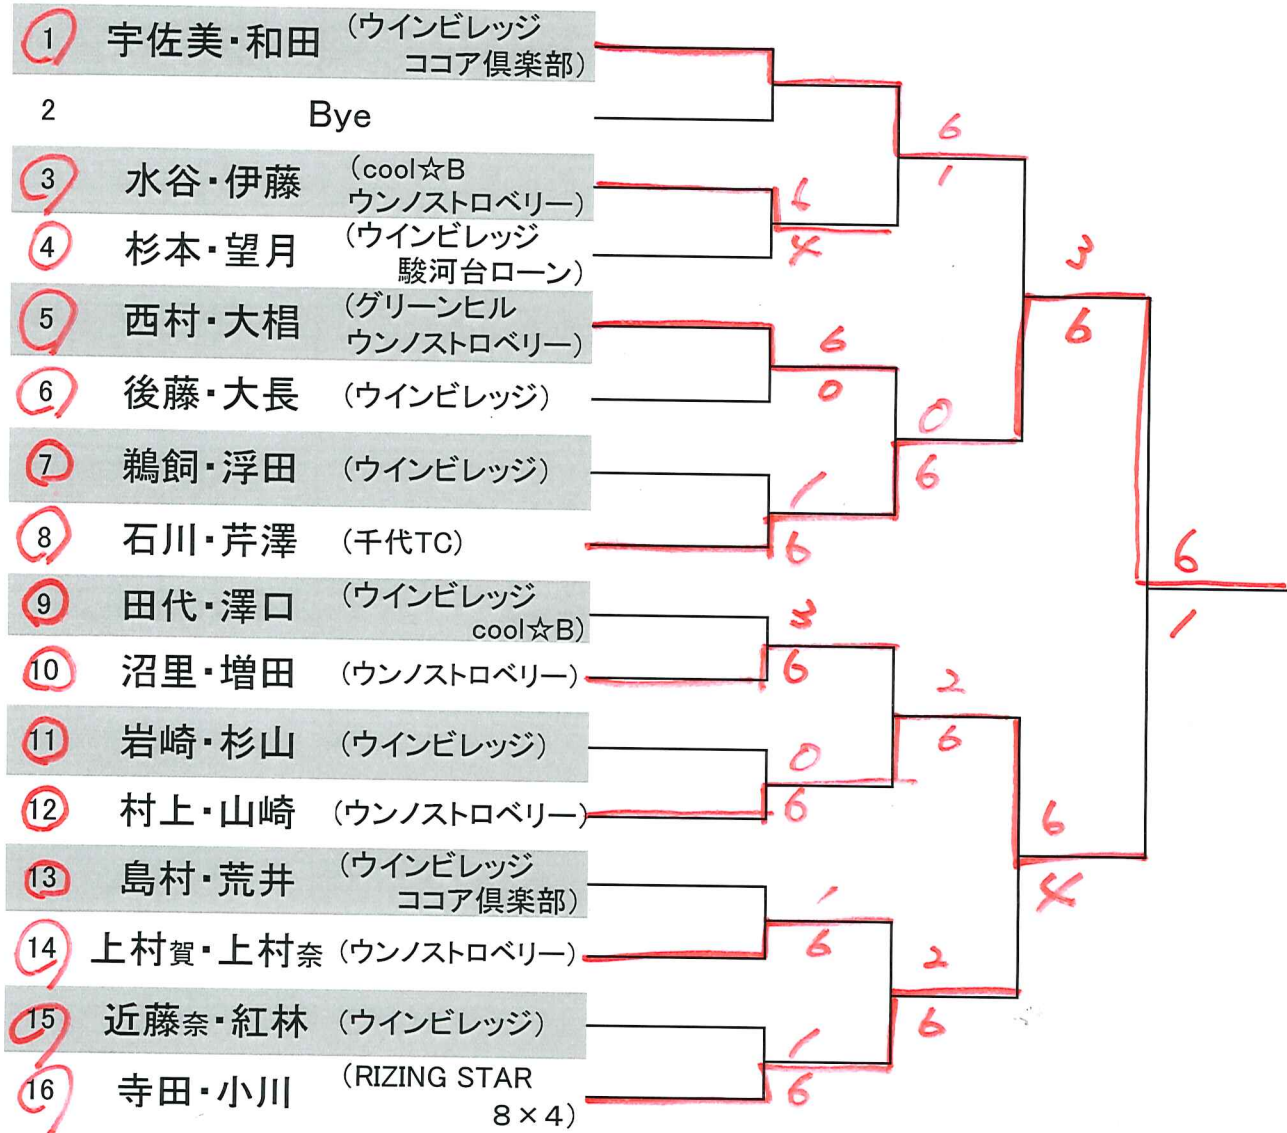 1 宇佐美・和田 (ウインビレッジ
ココア倶楽部)
2 Bye
6
1
3 水谷・伊藤 (cool☆B
ウンノストロベリー)
6
4
4 杉本・望月 (ウインビレッジ
駿河台ローン)
3
6
5 西村・大椙 (グリーンヒル
ウンノストロベリー)
6
0
6 後藤・大長 (ウインビレッジ)
0
6
7 鵜飼・浮田 (ウインビレッジ)
1
6
8 石川・芹澤 (千代TC)
6
1
9 田代・澤口 (ウインビレッジ
cool☆B)
3
6
10 沼里・増田 (ウンノストロベリー)
2
6
11 岩崎・杉山 (ウインビレッジ)
0
6
12 村上・山崎 (ウンノストロベリー)
6
4
13 島村・荒井 (ウインビレッジ
ココア倶楽部)
1
6
14 上村賀・上村奈 (ウンノストロベリー)
2
6
15 近藤奈・紅林 (ウインビレッジ)
1
6
16 寺田・小川 (RIZING STAR
8×4)